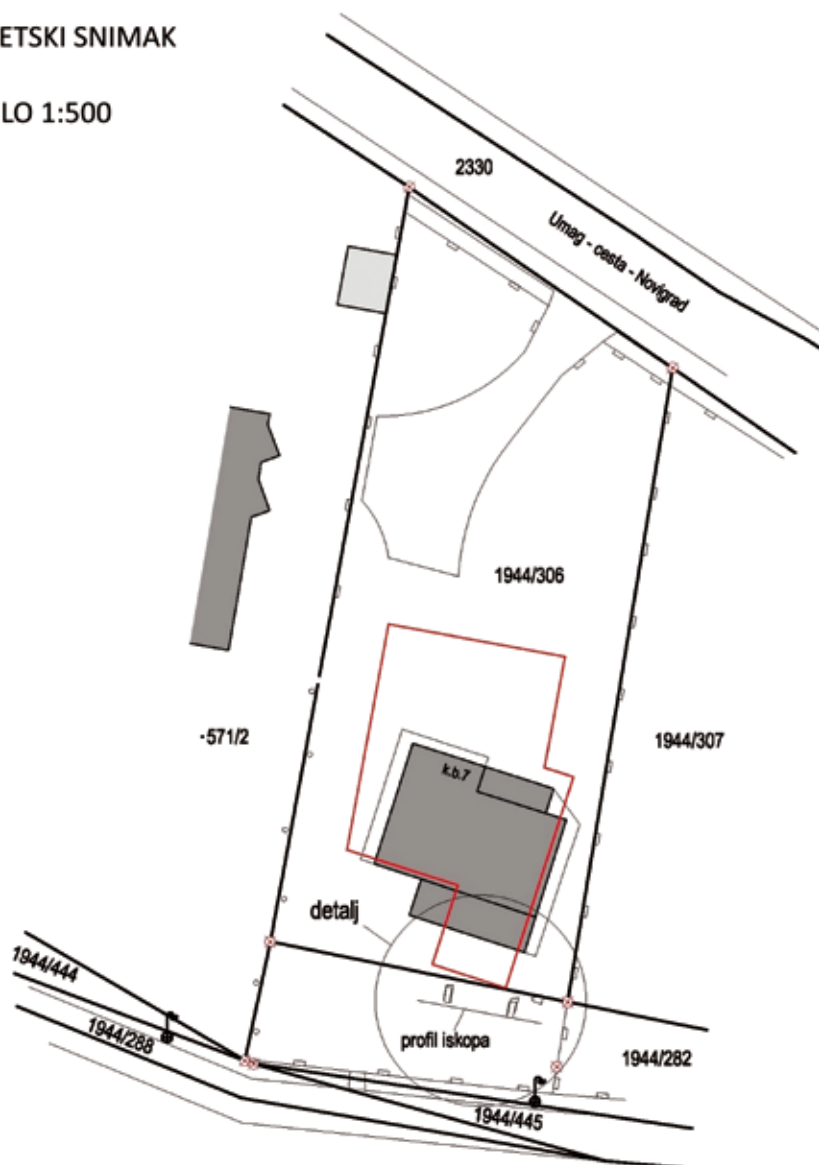 ETSKI SNIMAK
LO 1:500
2330
Umag - cesta - Novigrad
1944/306
·571/2
1944/307
k.b.7
detalj
1944/444
1944/288
profil iskopa
1944/282
1944/445